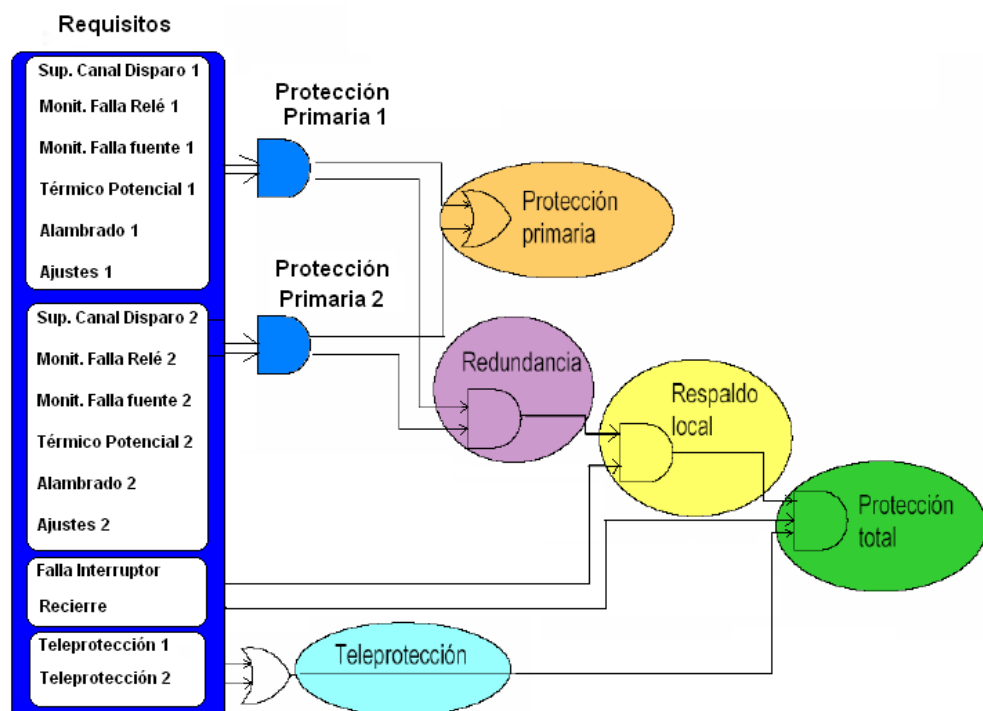 Requisitos
Sup. Canal Disparo 1
Monit. Falla Relé 1
Monit. Falla fuente 1
Térmico Potencial 1
Alambrado 1
Ajustes 1
Sup. Canal Disparo 2
Monit. Falla Relé 2
Monit. Falla fuente 2
Térmico Potencial 2
Alambrado 2
Ajustes 2
Falla Interruptor
Recierre
Teleprotección 1
Teleprotección 2
Protección
Primaria 1
Protección
Primaria 2
Protección
primaria
Redundancia
Respaldo
local
Protección
total
Teleprotección